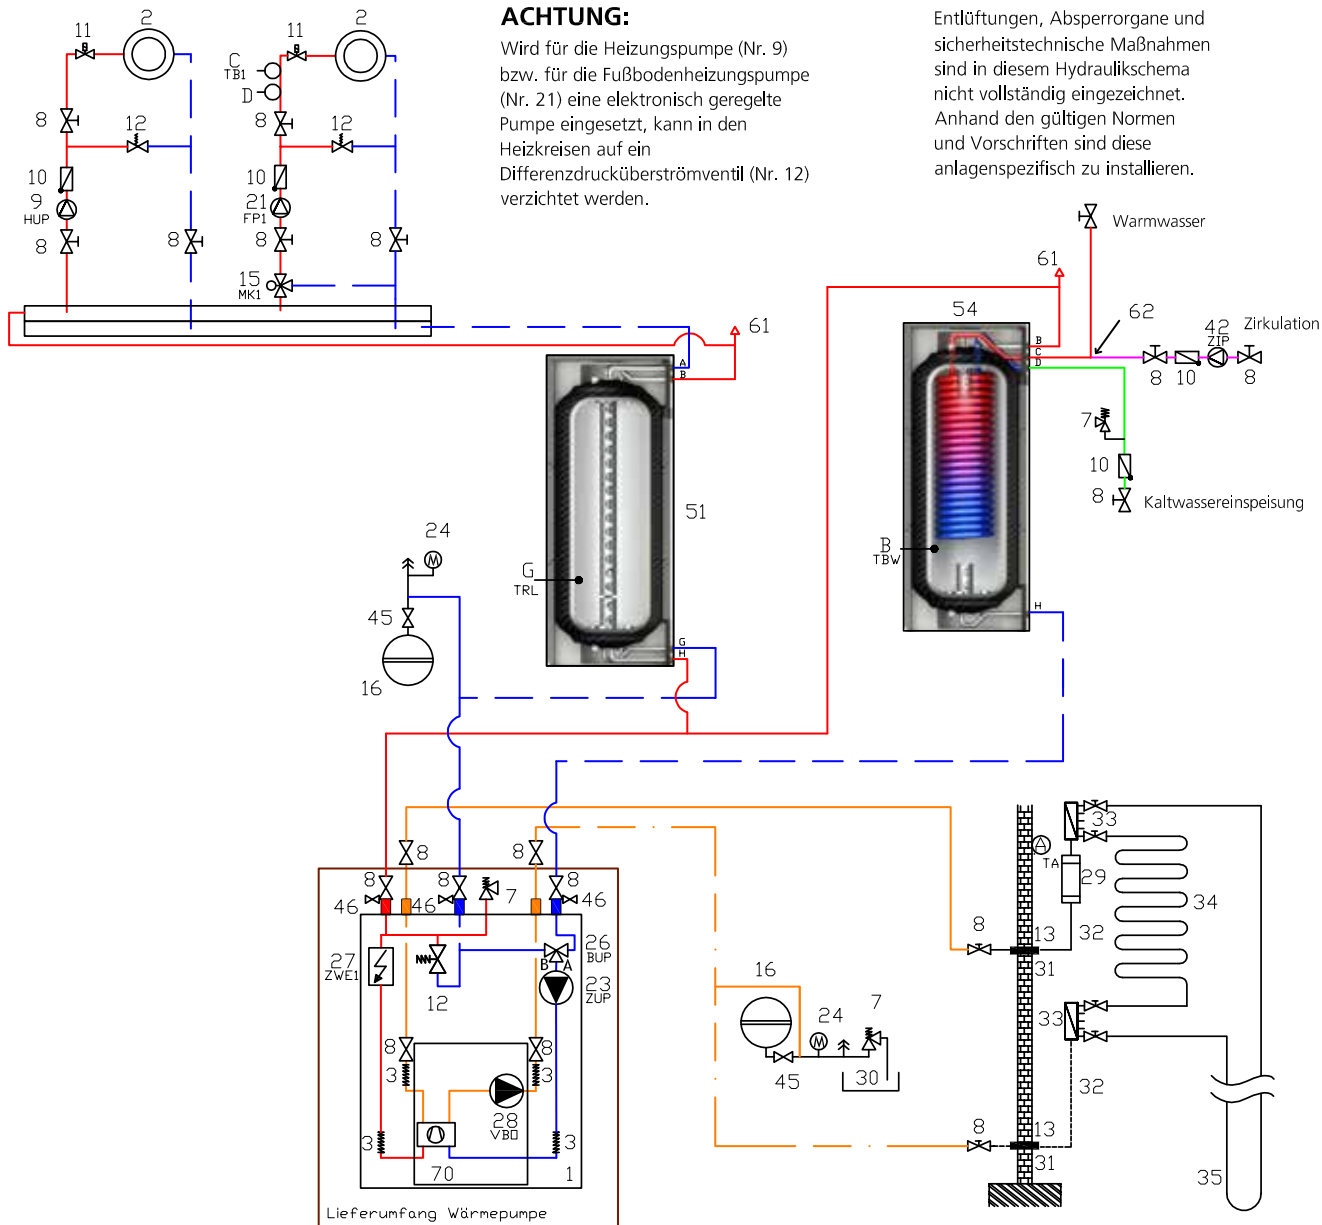 ACHTUNG:
Wird für die Heizungspumpe (Nr. 9)
bzw. für die Fußbodenheizungspumpe
(Nr. 21) eine elektronisch geregelte
Pumpe eingesetzt, kann in den
Heizkreisen auf ein
Differenzdrucküberströmventil (Nr. 12)
verzichtet werden.
Entlüftungen, Absperrorgane und
sicherheitstechnische Maßnahmen
sind in diesem Hydraulikschema
nicht vollständig eingezeichnet.
Anhand den gültigen Normen
und Vorschriften sind diese
anlagenspezifisch zu installieren.
11
2
11
2
C
TB1
D
8
12
8
12
10
10
9
HUP
21
FP1
8
8
8
8
15
MK1
61
Warmwasser
61
54
62
42
ZIP
Zirkulation
B
C
D
8
10
8
A
B
7
10
8
Kaltwassereinspeisung
51
24
B
TBW
G
TRL
45
H
G
H
16
8
8
33
A
TA
29
34
8
8
7
8
46
46
46
32
8
13
31
26
BUP
B
A
27
ZWE1
23
ZUP
12
16
24
7
33
45
30
8
8
3
3
28
VBO
32
8
13
31
3
3
70
1
35
Lieferumfang Wärmepumpe